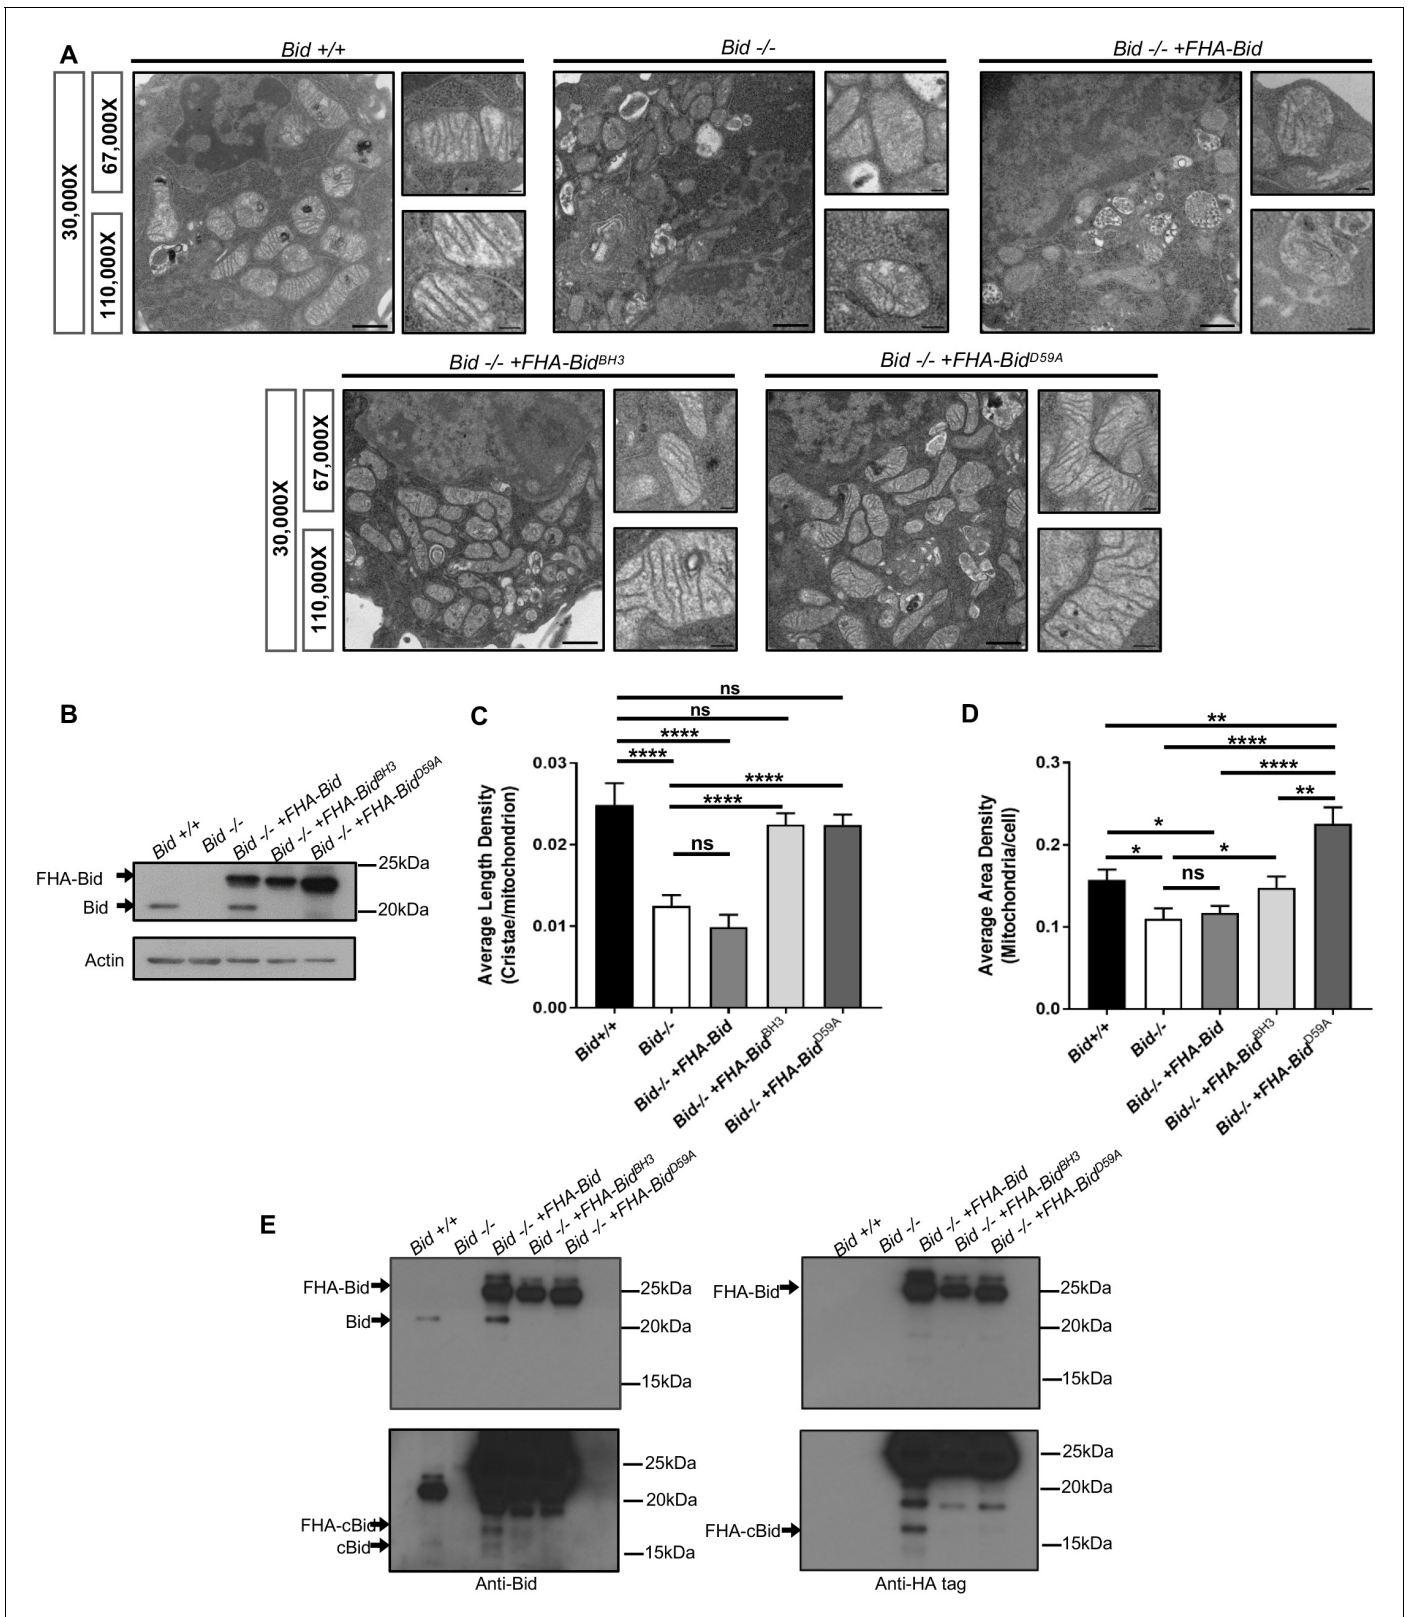 A
Bid +/+
Bid -/-
Bid -/- +FHA-Bid
30,000X
67,000X
110,000X
Bid -/- +FHA-BidBH3
Bid -/- +FHA-BidD59A
30,000X
67,000X
110,000X
B
Bid +/+
Bid -/-
Bid -/- +FHA-Bid
Bid -/- +FHA-BidBH3
Bid -/- +FHA-BidD59A
FHA-Bid
Bid
25kDa
20kDa
Actin
C
ns
ns
****
****
****
****
ns
Average Length Density
(Cristae/mitochondrion)
0.03
0.02
0.01
0.00
Bid+/+
Bid-/-
Bid-/- +FHA-Bid
Bid-/- +FHA-BidBH3
Bid-/- +FHA-BidD59A
D
**
****
****
**
*
*
*
ns
Average Area Density
(Mitochondria/cell)
0.3
0.2
0.1
0.0
Bid+/+
Bid-/-
Bid-/- +FHA-Bid
Bid-/- +FHA-BidBH3
Bid-/- +FHA-BidD59A
E
Bid +/+
Bid -/-
Bid -/- +FHA-Bid
Bid -/- +FHA-BidBH3
Bid -/- +FHA-BidD59A
FHA-Bid
Bid
25kDa
20kDa
15kDa
FHA-cBid
cBid
25kDa
20kDa
15kDa
Anti-Bid
Bid +/+
Bid -/-
Bid -/- +FHA-Bid
Bid -/- +FHA-BidBH3
Bid -/- +FHA-BidD59A
FHA-Bid
25kDa
20kDa
15kDa
FHA-cBid
25kDa
20kDa
15kDa
Anti-HA tag